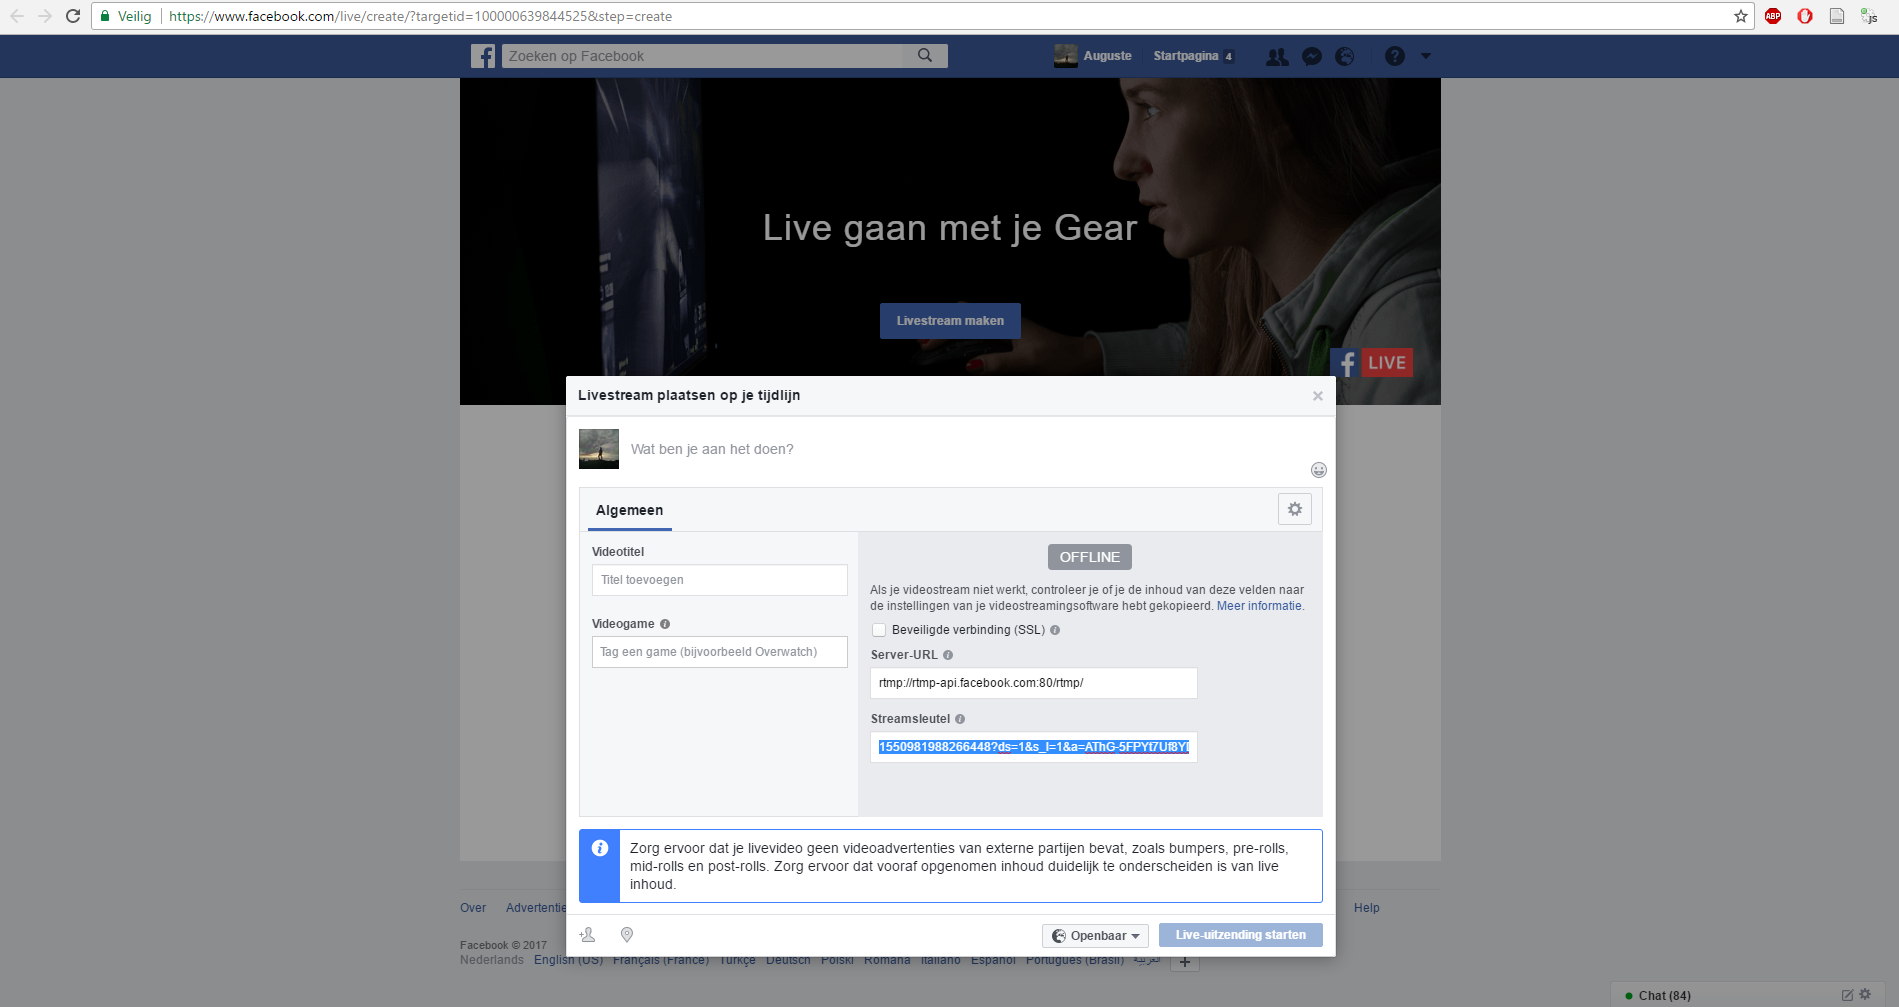 Veilig
https://www.facebook.com/live/create/?targetid=100000639844525&step=create
ABP
JS
f
Zoeken op Facebook
Auguste
Startpagina 4
?
Live gaan met je Gear
Livestream maken
f LIVE
Livestream plaatsen op je tijdlijn
Wat ben je aan het doen?
Algemeen
Videotitel
Titel toevoegen
Videogame
Tag een game (bijvoorbeeld Overwatch)
OFFLINE
Als je videostream niet werkt, controleer je of je de inhoud van deze velden naar
de instellingen van je videostreamingsoftware hebt gekopieerd. Meer informatie.
Beveiligde verbinding (SSL)
Server-URL
rtmp://rtmp-api.facebook.com:80/rtmp/
Streamsleutel
1550981988266448?ds=1&s_l=1&a=AThG-5FPYf7Uf8Yl
Zorg ervoor dat je livevideo geen videoadvertenties van externe partijen bevat, zoals bumpers, pre-rolls,
mid-rolls en post-rolls. Zorg ervoor dat vooraf opgenomen inhoud duidelijk te onderscheiden is van live
inhoud.
Openbaar
Live-uitzending starten
Over
Advertentie
Help
Facebook © 2017
Nederlands English (US) Français (France) Türkçe Deutsch Polski Română Italiano Español Português (Brasil) العربية
Chat (84)